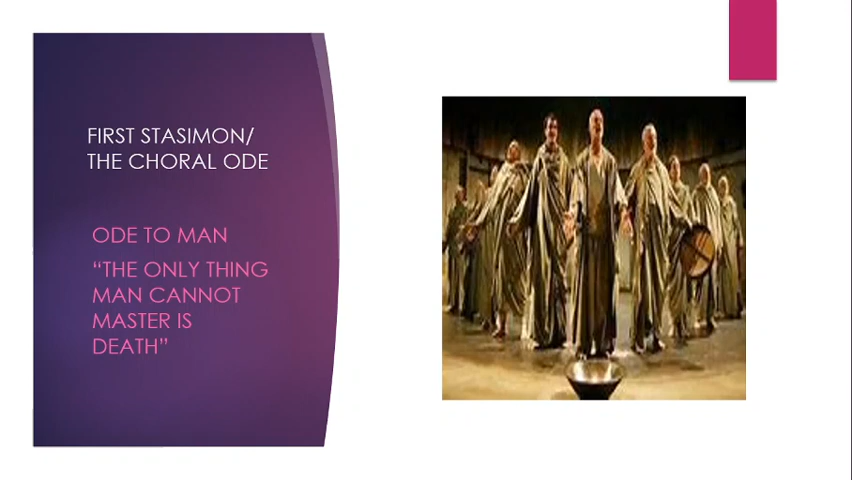 FIRST STASIMON/
THE CHORAL ODE
ODE TO MAN
“THE ONLY THING
MAN CANNOT
MASTER IS
DEATH”